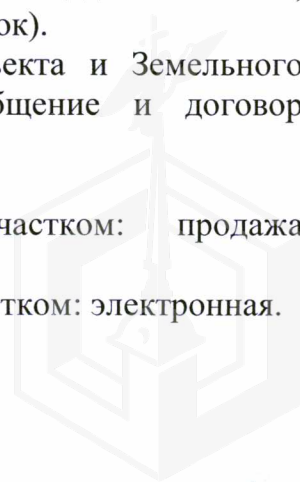 ок).
екта и Земельного
бщение и договор
частком: продажа
тком: электронная.